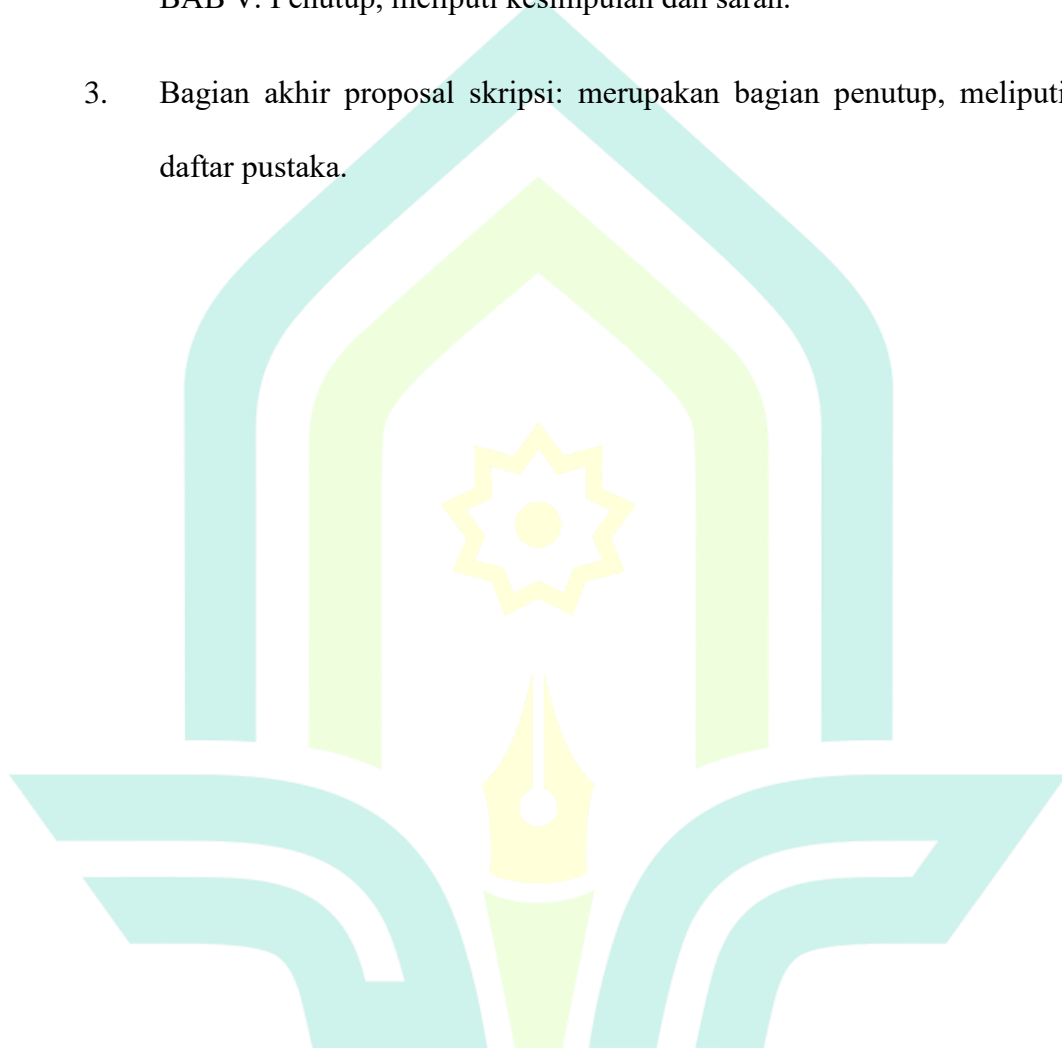 BAB V: Penutup, meliputi kesimpulan dan saran.
3. Bagian akhir proposal skripsi: merupakan bagian penutup, meliputi
daftar pustaka.